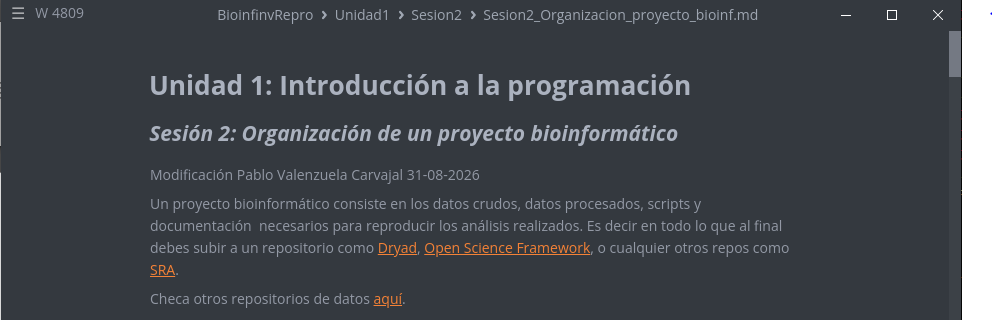 ☰ W 4809
BioinfinvRepro › Unidad1 › Sesion2 › Sesion2_Organizacion_proyecto_bioinf.md
Unidad 1: Introducción a la programación
Sesión 2: Organización de un proyecto bioinformático
Modificación Pablo Valenzuela Carvajal 31-08-2026
Un proyecto bioinformático consiste en los datos crudos, datos procesados, scripts y
documentación  necesarios para reproducir los análisis realizados. Es decir en todo lo que al final
debes subir a un repositorio como Dryad, Open Science Framework, o cualquier otros repos como
SRA.
Checa otros repositorios de datos aquí.